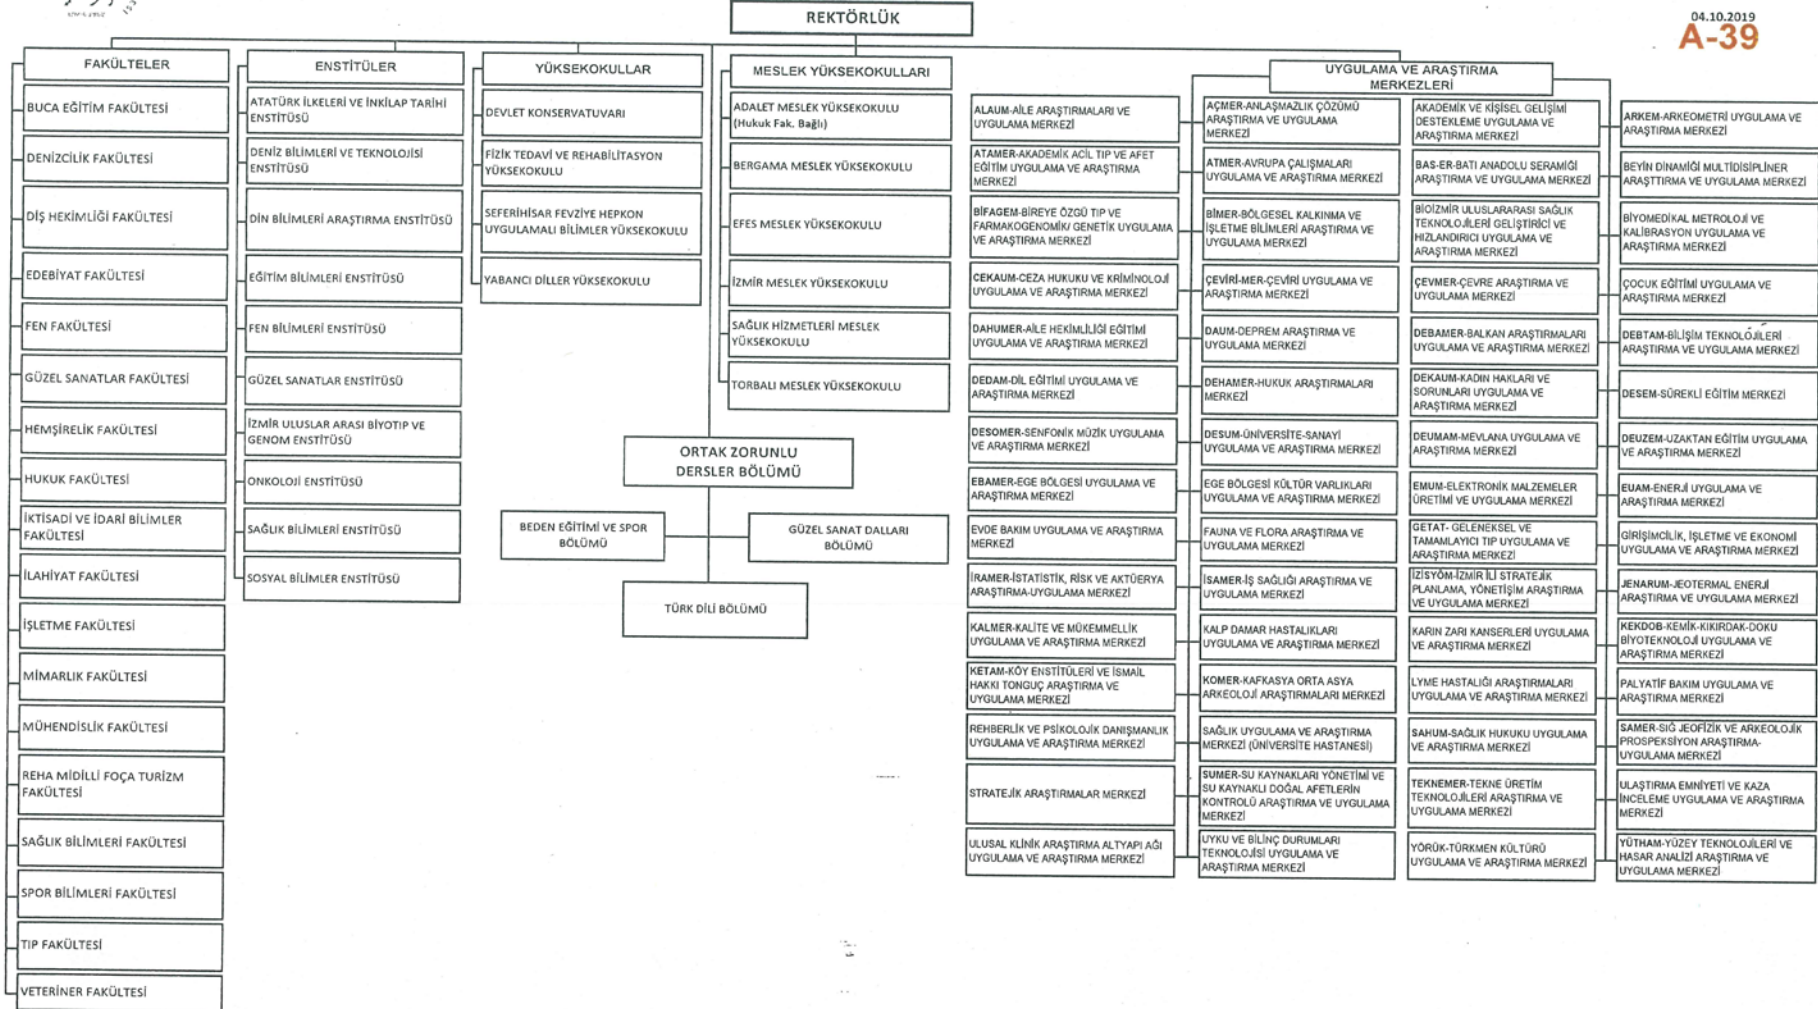 REKTÖRLÜK
04.10.2019
A-39
FAKÜLTELER
BUCA EĞİTİM FAKÜLTESİ
DENİZCİLİK FAKÜLTESİ
DİŞ HEKİMLİĞİ FAKÜLTESİ
EDEBİYAT FAKÜLTESİ
FEN FAKÜLTESİ
GÜZEL SANATLAR FAKÜLTESİ
HEMŞİRELİK FAKÜLTESİ
HUKUK FAKÜLTESİ
İKTİSADİ VE İDARİ BİLİMLER
FAKÜLTESİ
İLAHİYAT FAKÜLTESİ
İŞLETME FAKÜLTESİ
MİMARLIK FAKÜLTESİ
MÜHENDİSLİK FAKÜLTESİ
REHA MİDİLLİ FOÇA TURİZM
FAKÜLTESİ
SAĞLIK BİLİMLERİ FAKÜLTESİ
SPOR BİLİMLERİ FAKÜLTESİ
TIP FAKÜLTESİ
VETERİNER FAKÜLTESİ
ENSTİTÜLER
ATATÜRK İLKELERİ VE İNKİLAP TARİHİ
ENSTİTÜSÜ
DENİZ BİLİMLERİ VE TEKNOLOJİSİ
ENSTİTÜSÜ
DİN BİLİMLERİ ARAŞTIRMA ENSTİTÜSÜ
EĞİTİM BİLİMLERİ ENSTİTÜSÜ
FEN BİLİMLERİ ENSTİTÜSÜ
GÜZEL SANATLAR ENSTİTÜSÜ
İZMİR ULUSLAR ARASI BİYOTIP VE
GENOM ENSTİTÜSÜ
ONKOLOJİ ENSTİTÜSÜ
SAĞLIK BİLİMLERİ ENSTİTÜSÜ
SOSYAL BİLİMLER ENSTİTÜSÜ
YÜKSEKOKULLAR
DEVLET KONSERVATUVARI
FİZİK TEDAVİ VE REHABİLİTASYON
YÜKSEKOKULU
SEFERİHİSAR FEVZİYE HEPKON
UYGULAMALI BİLİMLER YÜKSEKOKULU
YABANCI DİLLER YÜKSEKOKULU
MESLEK YÜKSEKOKULLARI
ADALET MESLEK YÜKSEKOKULU
(Hukuk Fak. Bağlı)
BERGAMA MESLEK YÜKSEKOKULU
EFES MESLEK YÜKSEKOKULU
İZMİR MESLEK YÜKSEKOKULU
SAĞLIK HİZMETLERİ MESLEK
YÜKSEKOKULU
TORBALI MESLEK YÜKSEKOKULU
ORTAK ZORUNLU
DERSLER BÖLÜMÜ
BEDEN EĞİTİMİ VE SPOR
BÖLÜMÜ
GÜZEL SANAT DALLARI
BÖLÜMÜ
TÜRK DİLİ BÖLÜMÜ
UYGULAMA VE ARAŞTIRMA
MERKEZLERİ
ALAUM-AİLE ARAŞTIRMALARI VE
UYGULAMA MERKEZİ
AÇMER-ANLAŞMAZLIK ÇÖZÜMÜ
ARAŞTIRMA VE UYGULAMA
MERKEZİ
AKADEMİK VE KİŞİSEL GELİŞİMİ
DESTEKLEME UYGULAMA VE
ARAŞTIRMA MERKEZİ
ARKEM-ARKEOMETRİ UYGULAMA VE
ARAŞTIRMA MERKEZİ
ATAMER-AKADEMİK ACİL TIP VE AFET
EĞİTİM UYGULAMA VE ARAŞTIRMA
MERKEZİ
ATMER-AVRUPA ÇALIŞMALARI
UYGULAMA VE ARAŞTIRMA MERKEZİ
BAS-ER-BATI ANADOLU SERAMİĞİ
ARAŞTIRMA VE UYGULAMA MERKEZİ
BEYİN DİNAMİĞİ MULTİDİSİPLİNER
ARAŞTTIRMA VE UYGULAMA MERKEZİ
BİFAGEM-BİREYE ÖZGÜ TIP VE
FARMAKOGENOMİK/ GENETİK UYGULAMA
VE ARAŞTIRMA MERKEZİ
BİMER-BÖLGESEL KALKINMA VE
İŞLETME BİLİMLERİ ARAŞTIRMA VE
UYGULAMA MERKEZİ
BİOİZMİR ULUSLARARASI SAĞLIK
TEKNOLOJİLERİ GELİŞTİRİCİ VE
HIZLANDIRICI UYGULAMA VE
ARAŞTIRMA MERKEZİ
BİYOMEDİKAL METROLOJİ VE
KALİBRASYON UYGULAMA VE
ARAŞTIRMA MERKEZİ
CEKAUM-CEZA HUKUKU VE KRİMİNOLOJİ
UYGULAMA VE ARAŞTIRMA MERKEZİ
ÇEVİRİ-MER-ÇEVİRİ UYGULAMA VE
ARAŞTIRMA MERKEZİ
ÇEVMER-ÇEVRE ARAŞTIRMA VE
UYGULAMA MERKEZİ
ÇOCUK EĞİTİMİ UYGULAMA VE
ARAŞTIRMA MERKEZİ
DAHUMER-AİLE HEKİMLİLİĞİ EĞİTİMİ
UYGULAMA VE ARAŞTIRMA MERKEZİ
DAUM-DEPREM ARAŞTIRMA VE
UYGULAMA MERKEZİ
DEBAMER-BALKAN ARAŞTIRMALARI
UYGULAMA VE ARAŞTIRMA MERKEZİ
DEBTAM-BİLİŞİM TEKNOLOJİLERİ
ARAŞTIRMA VE UYGULAMA MERKEZİ
DEDAM-DİL EĞİTİMİ UYGULAMA VE
ARAŞTIRMA MERKEZİ
DEHAMER-HUKUK ARAŞTIRMALARI
MERKEZİ
DEKAUM-KADIN HAKLARI VE
SORUNLARI UYGULAMA VE
ARAŞTIRMA MERKEZİ
DESEM-SÜREKLİ EĞİTİM MERKEZİ
DESOMER-SENFONİK MÜZİK UYGULAMA
VE ARAŞTIRMA MERKEZİ
DESUM-ÜNİVERSİTE-SANAYİ
UYGULAMA VE ARAŞTIRMA MERKEZİ
DEUMAM-MEVLANA UYGULAMA VE
ARAŞTIRMA MERKEZİ
DEUZEM-UZAKTAN EĞİTİM UYGULAMA
VE ARAŞTIRMA MERKEZİ
EBAMER-EGE BÖLGESİ UYGULAMA VE
ARAŞTIRMA MERKEZİ
EGE BÖLGESİ KÜLTÜR VARLIKLARI
UYGULAMA VE ARAŞTIRMA MERKEZİ
EMUM-ELEKTRONİK MALZEMELER
ÜRETİMİ VE UYGULAMA MERKEZİ
EUAM-ENERJİ UYGULAMA VE
ARAŞTIRMA MERKEZİ
EVDE BAKIM UYGULAMA VE ARAŞTIRMA
MERKEZİ
FAUNA VE FLORA ARAŞTIRMA VE
UYGULAMA MERKEZİ
GETAT- GELENEKSEL VE
TAMAMLAYICI TIP UYGULAMA VE
ARAŞTIRMA MERKEZİ
GİRİŞİMCİLİK, İŞLETME VE EKONOMİ
UYGULAMA VE ARAŞTIRMA MERKEZİ
İRAMER-İSTATİSTİK, RİSK VE AKTÜERYA
ARAŞTIRMA-UYGULAMA MERKEZİ
İSAMER-İŞ SAĞLIĞI ARAŞTIRMA VE
UYGULAMA MERKEZİ
İZİSYÖM-İZMİR İLİ STRATEJİK
PLANLAMA, YÖNETİŞİM ARAŞTIRMA
VE UYGULAMA MERKEZİ
JENARUM-JEOTERMAL ENERJİ
ARAŞTIRMA VE UYGULAMA MERKEZİ
KALMER-KALİTE VE MÜKEMMELLİK
UYGULAMA VE ARAŞTIRMA MERKEZİ
KALP DAMAR HASTALIKLARI
UYGULAMA VE ARAŞTIRMA MERKEZİ
KARIN ZARI KANSERLERİ UYGULAMA
VE ARAŞTIRMA MERKEZİ
KEKDOB-KEMİK-KIKIRDAK-DOKU
BİYOTEKNOLOJİ UYGULAMA VE
ARAŞTIRMA MERKEZİ
KETAM-KÖY ENSTİTÜLERİ VE İSMAİL
HAKKI TONGUÇ ARAŞTIRMA VE
UYGULAMA MERKEZİ
KOMER-KAFKASYA ORTA ASYA
ARKEOLOJİ ARAŞTIRMALARI MERKEZİ
LYME HASTALIĞI ARAŞTIRMALARI
UYGULAMA VE ARAŞTIRMA MERKEZİ
PALYATİF BAKIM UYGULAMA VE
ARAŞTIRMA MERKEZİ
REHBERLİK VE PSİKOLOJİK DANIŞMANLIK
UYGULAMA VE ARAŞTIRMA MERKEZİ
SAĞLIK UYGULAMA VE ARAŞTIRMA
MERKEZİ (ÜNİVERSİTE HASTANESİ)
SAHUM-SAĞLIK HUKUKU UYGULAMA
VE ARAŞTIRMA MERKEZİ
SAMER-SIĞ JEOFİZİK VE ARKEOLOJİK
PROSPEKSİYON ARAŞTIRMA-
UYGULAMA MERKEZİ
STRATEJİK ARAŞTIRMALAR MERKEZİ
SUMER-SU KAYNAKLARI YÖNETİMİ VE
SU KAYNAKLI DOĞAL AFETLERİN
KONTROLÜ ARAŞTIRMA VE UYGULAMA
MERKEZİ
TEKNEMER-TEKNE ÜRETİM
TEKNOLOJİLERİ ARAŞTIRMA VE
UYGULAMA MERKEZİ
ULAŞTIRMA EMNİYETİ VE KAZA
İNCELEME UYGULAMA VE ARAŞTIRMA
MERKEZİ
ULUSAL KLİNİK ARAŞTIRMA ALTYAPI AĞI
UYGULAMA VE ARAŞTIRMA MERKEZİ
UYKU VE BİLİNÇ DURUMLARI
TEKNOLOJİSİ UYGULAMA VE
ARAŞTIRMA MERKEZİ
YÖRÜK-TÜRKMEN KÜLTÜRÜ
UYGULAMA VE ARAŞTIRMA MERKEZİ
YÜTHAM-YÜZEY TEKNOLOJİLERİ VE
HASAR ANALİZİ ARAŞTIRMA VE
UYGULAMA MERKEZİ